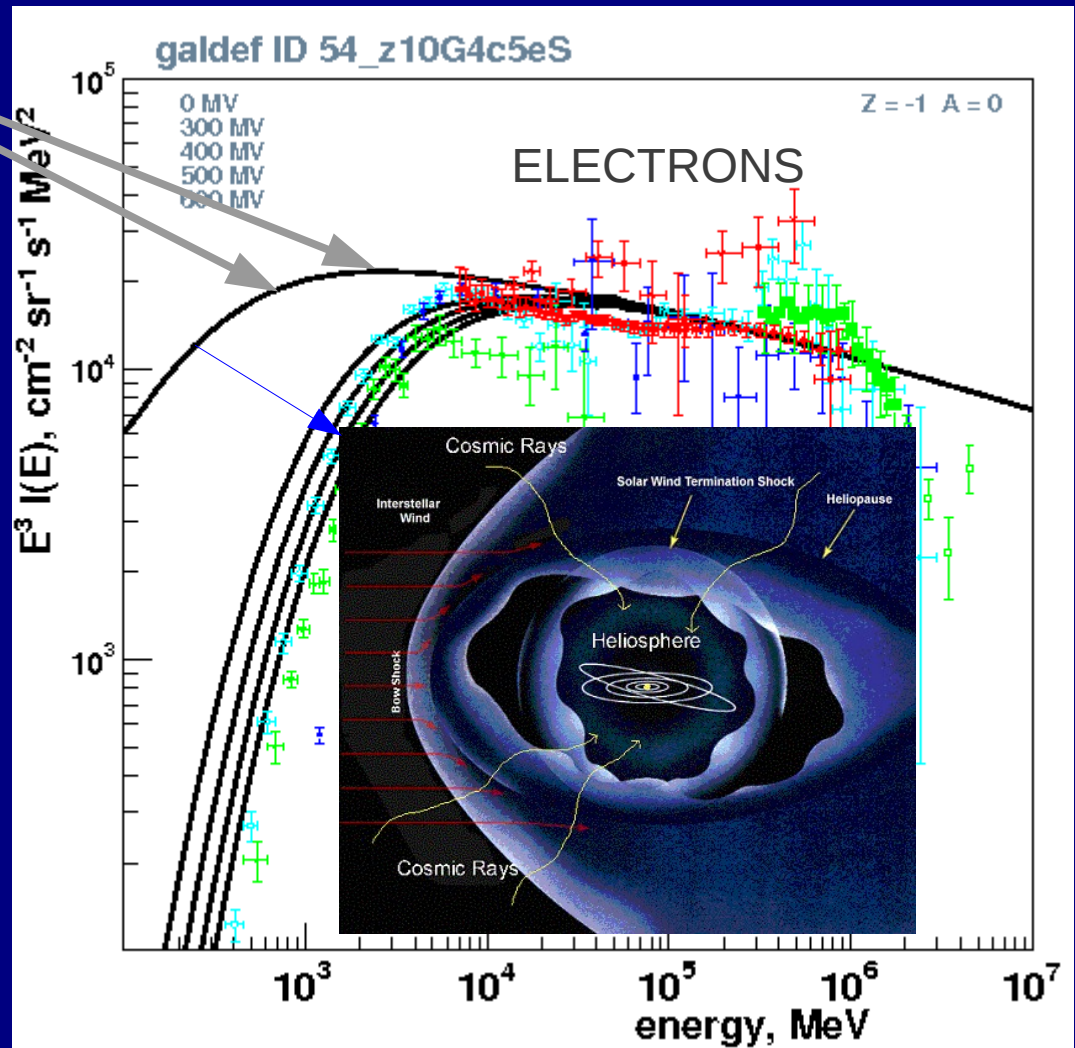 galdef ID 54_z10G4c5eS
0 MV
300 MV
400 MV
500 MV
600 MV
Z = -1 A = 0
ELECTRONS
E³ I(E), cm⁻² sr⁻¹ s⁻¹ MeV²
10⁵
10⁴
10³
Cosmic Rays
Solar Wind Termination Shock
Interstellar
Wind
Heliopause
Heliosphere
Bow Shock
Cosmic Rays
10³ 10⁴ 10⁵ 10⁶ 10⁷
energy, MeV